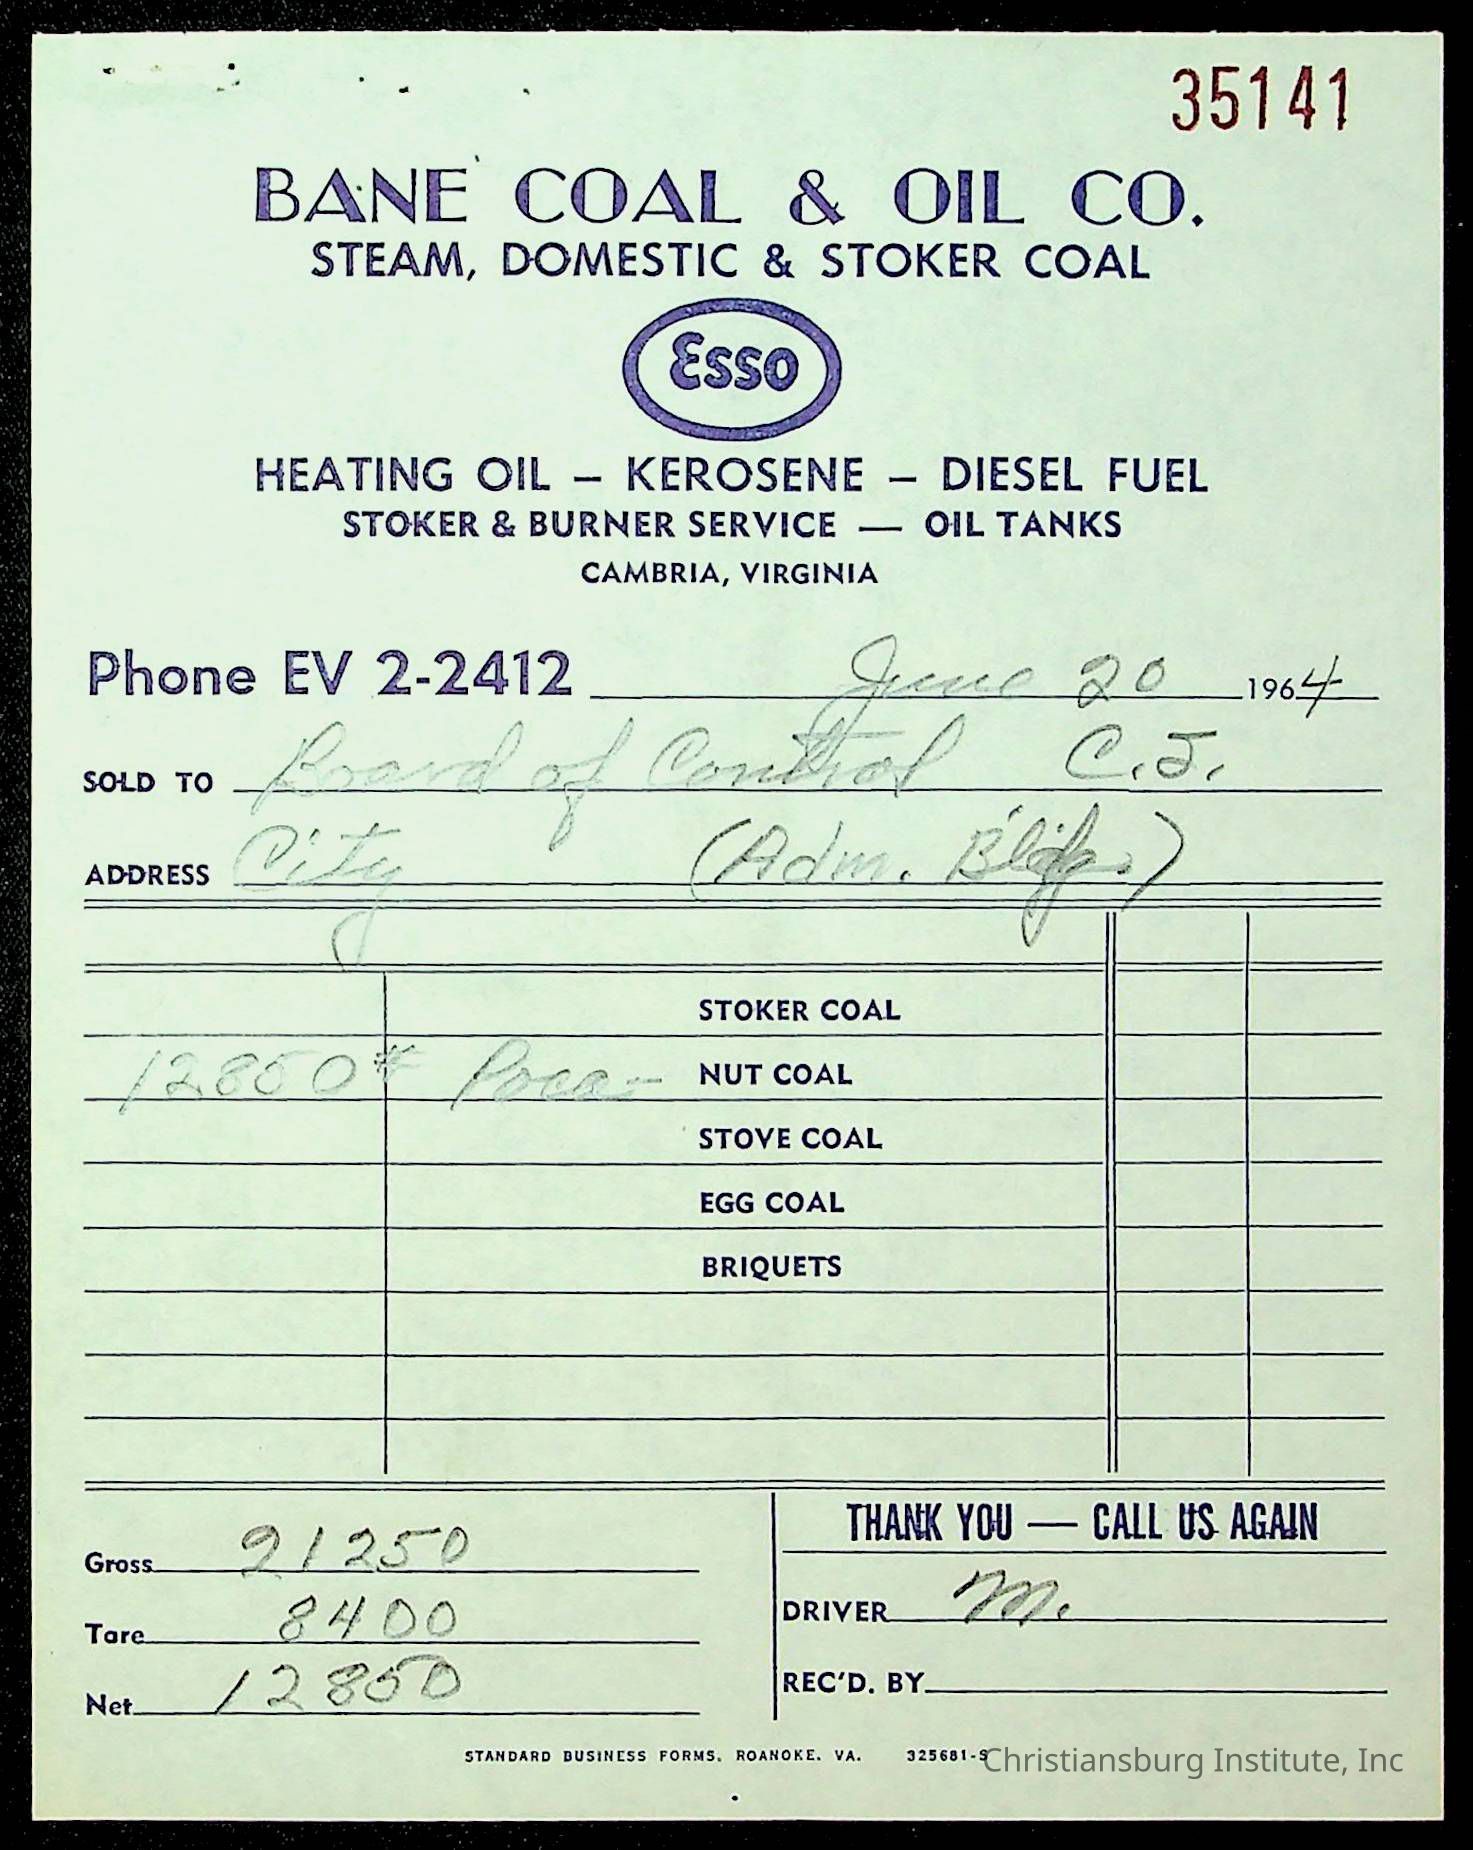 35141
BANE COAL & OIL CO.
STEAM, DOMESTIC & STOKER COAL
Esso
HEATING OIL — KEROSENE — DIESEL FUEL
STOKER & BURNER SERVICE — OIL TANKS
CAMBRIA, VIRGINIA
Phone EV 2-2412 June 20 1964
SOLD TO Board of Control C.I.
ADDRESS City (Adm. Bldg.)
STOKER COAL
12850# Poca- NUT COAL
STOVE COAL
EGG COAL
BRIQUETS
Gross 21250
Tare 8400
Net 12850
THANK YOU — CALL US AGAIN
DRIVER M.
REC'D. BY
STANDARD BUSINESS FORMS. ROANOKE. VA. 325681-S
Christiansburg Institute, Inc